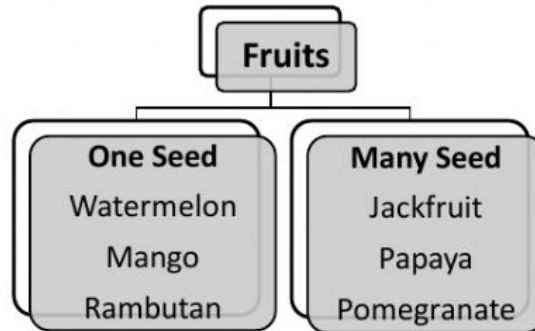 Fruits
One Seed
Watermelon
Mango
Rambutan
Many Seed
Jackfruit
Papaya
Pomegranate